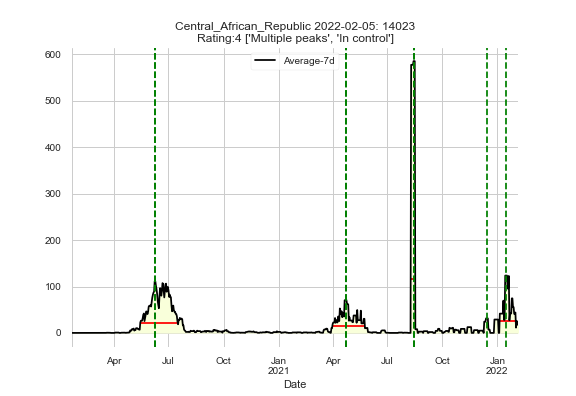 Central_African_Republic 2022-02-05: 14023
Rating:4 ['Multiple peaks', 'In control']
Average-7d
600
500
400
300
200
100
0
Apr Jul Oct Jan Apr Jul Oct Jan
2021 2022
Date